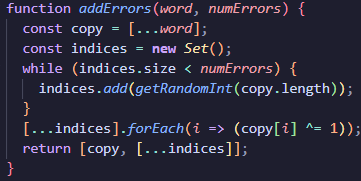 function addErrors(word, numErrors) {
  const copy = [...word];
  const indices = new Set();
  while (indices.size < numErrors) {
    indices.add(getRandomInt(copy.length));
  }
  [...indices].forEach(i => (copy[i] ^= 1));
  return [copy, [...indices]];
}